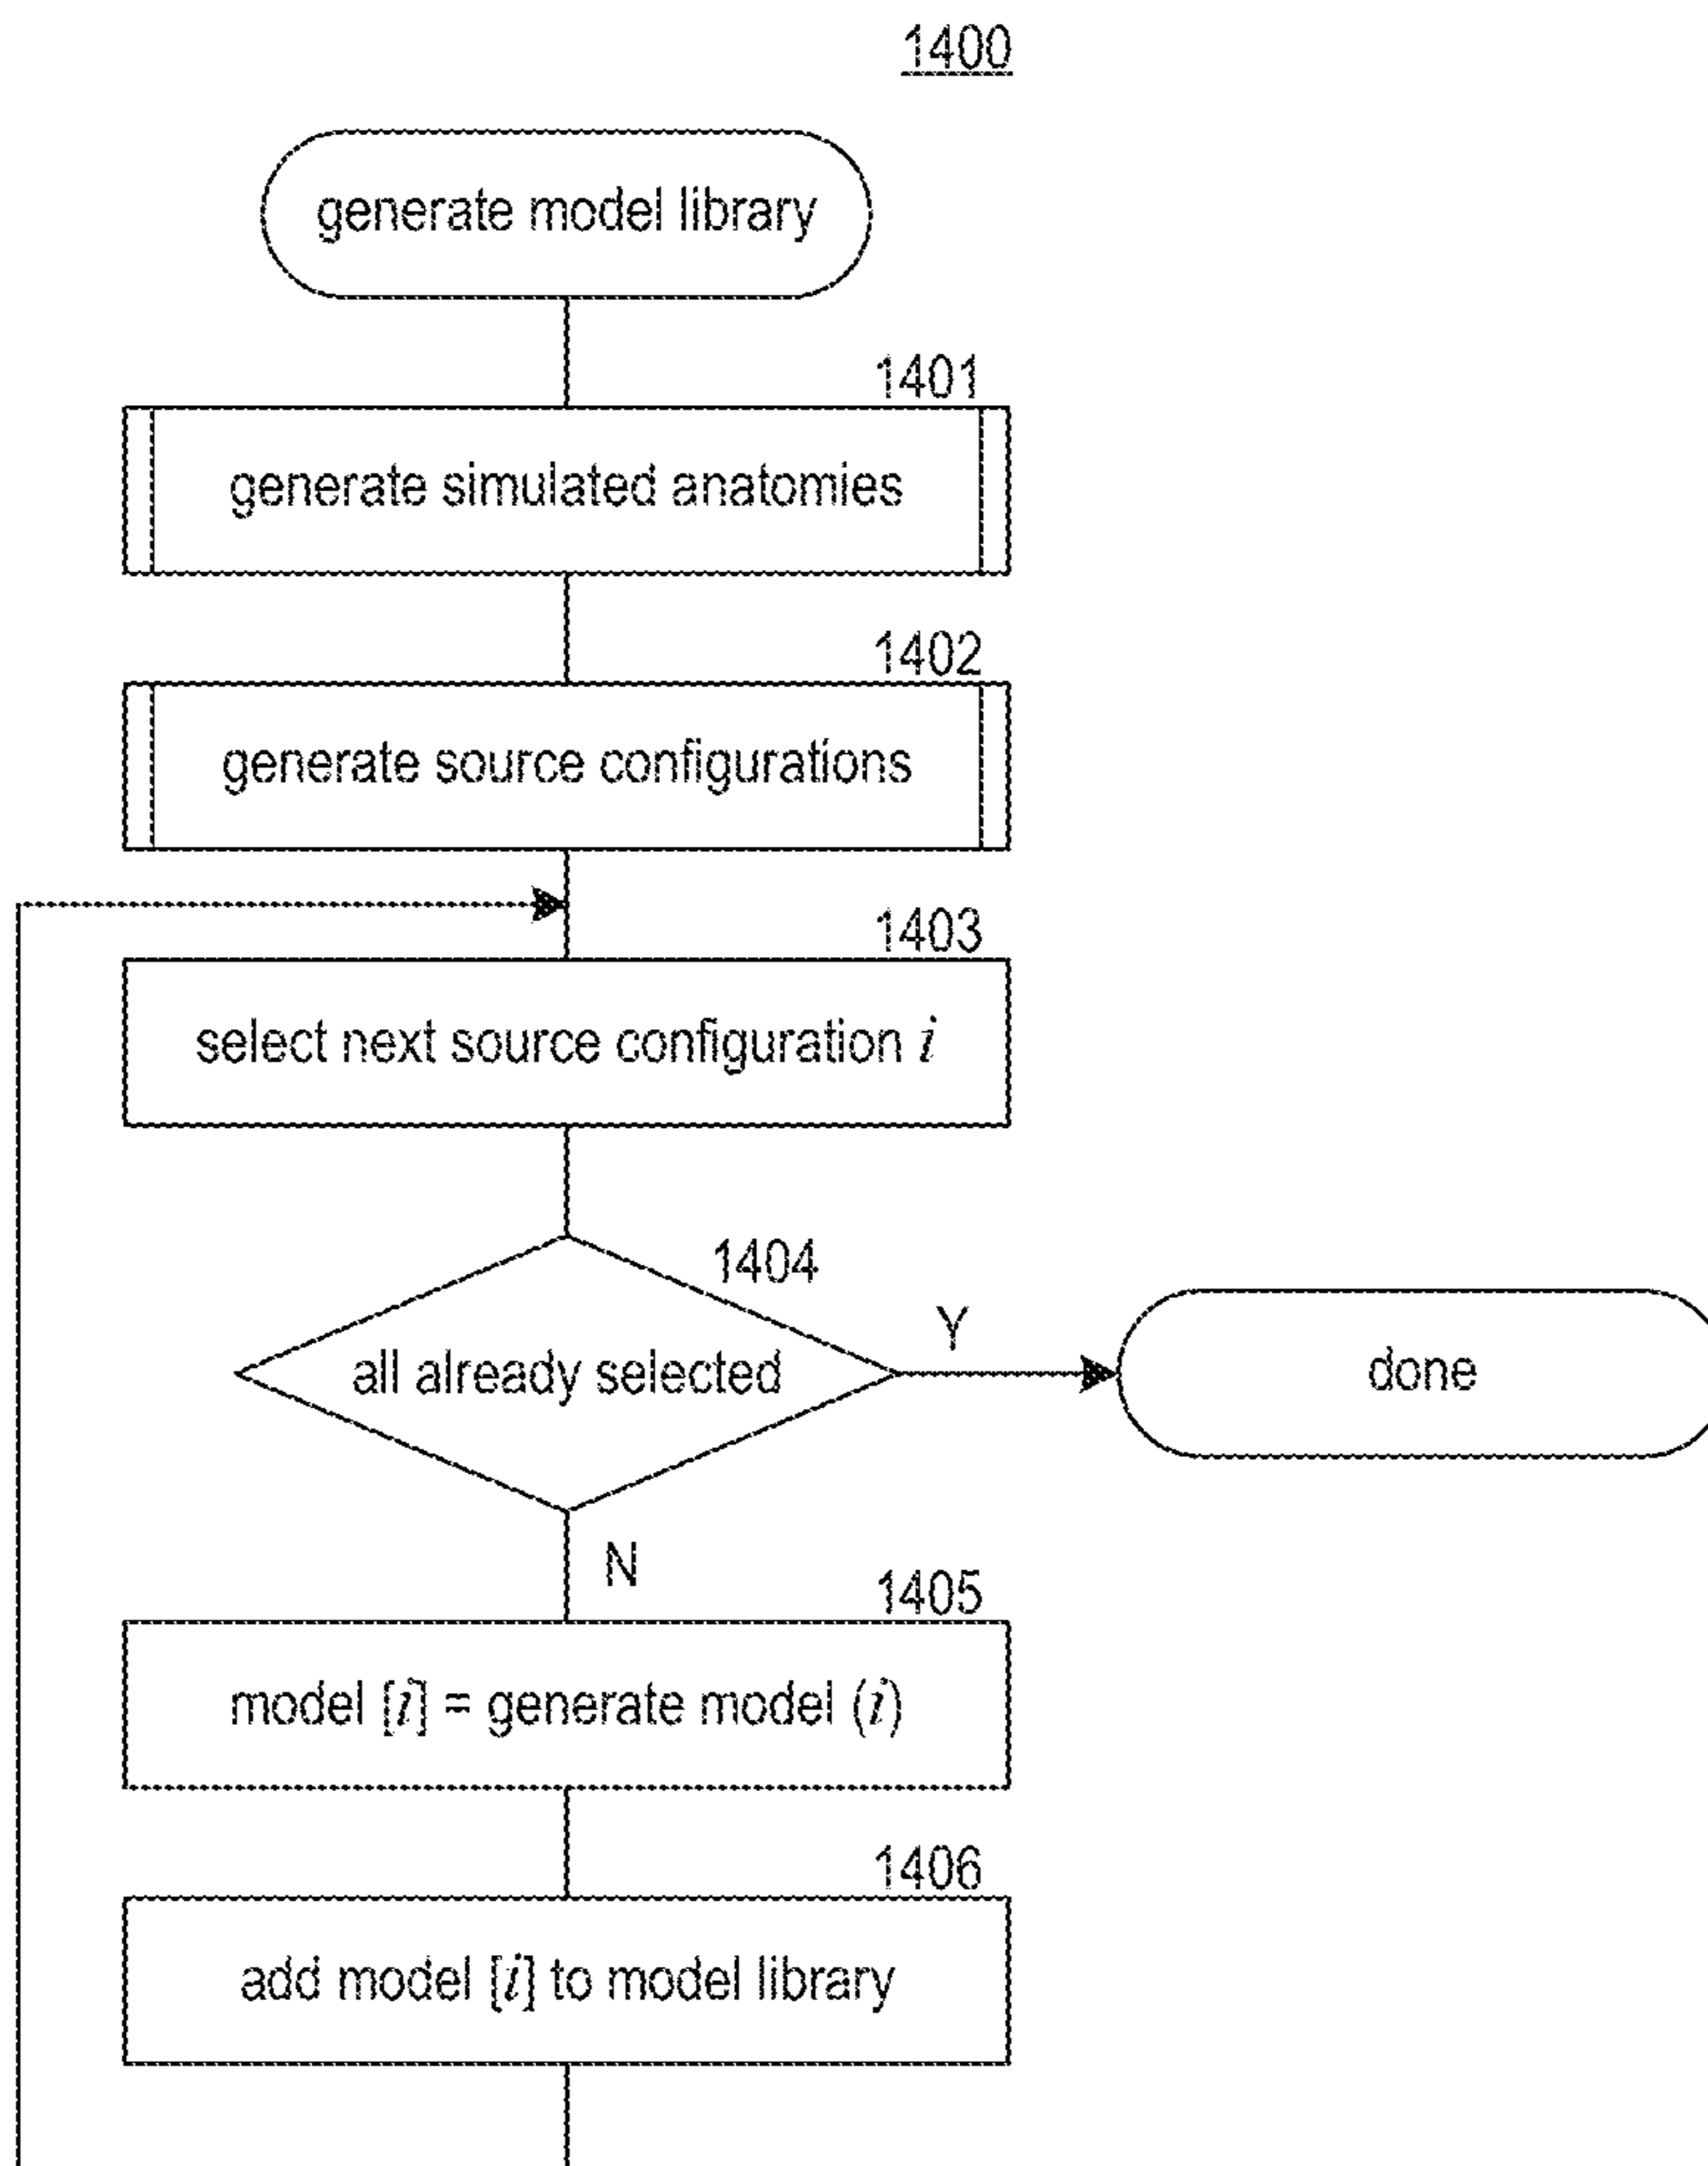 1400
generate model library
1401
generate simulated anatomies
1402
generate source configurations
1403
select next source configuration i
1404
all already selected
Y
done
N
1405
model [i] = generate model (i)
1406
add model [i] to model library